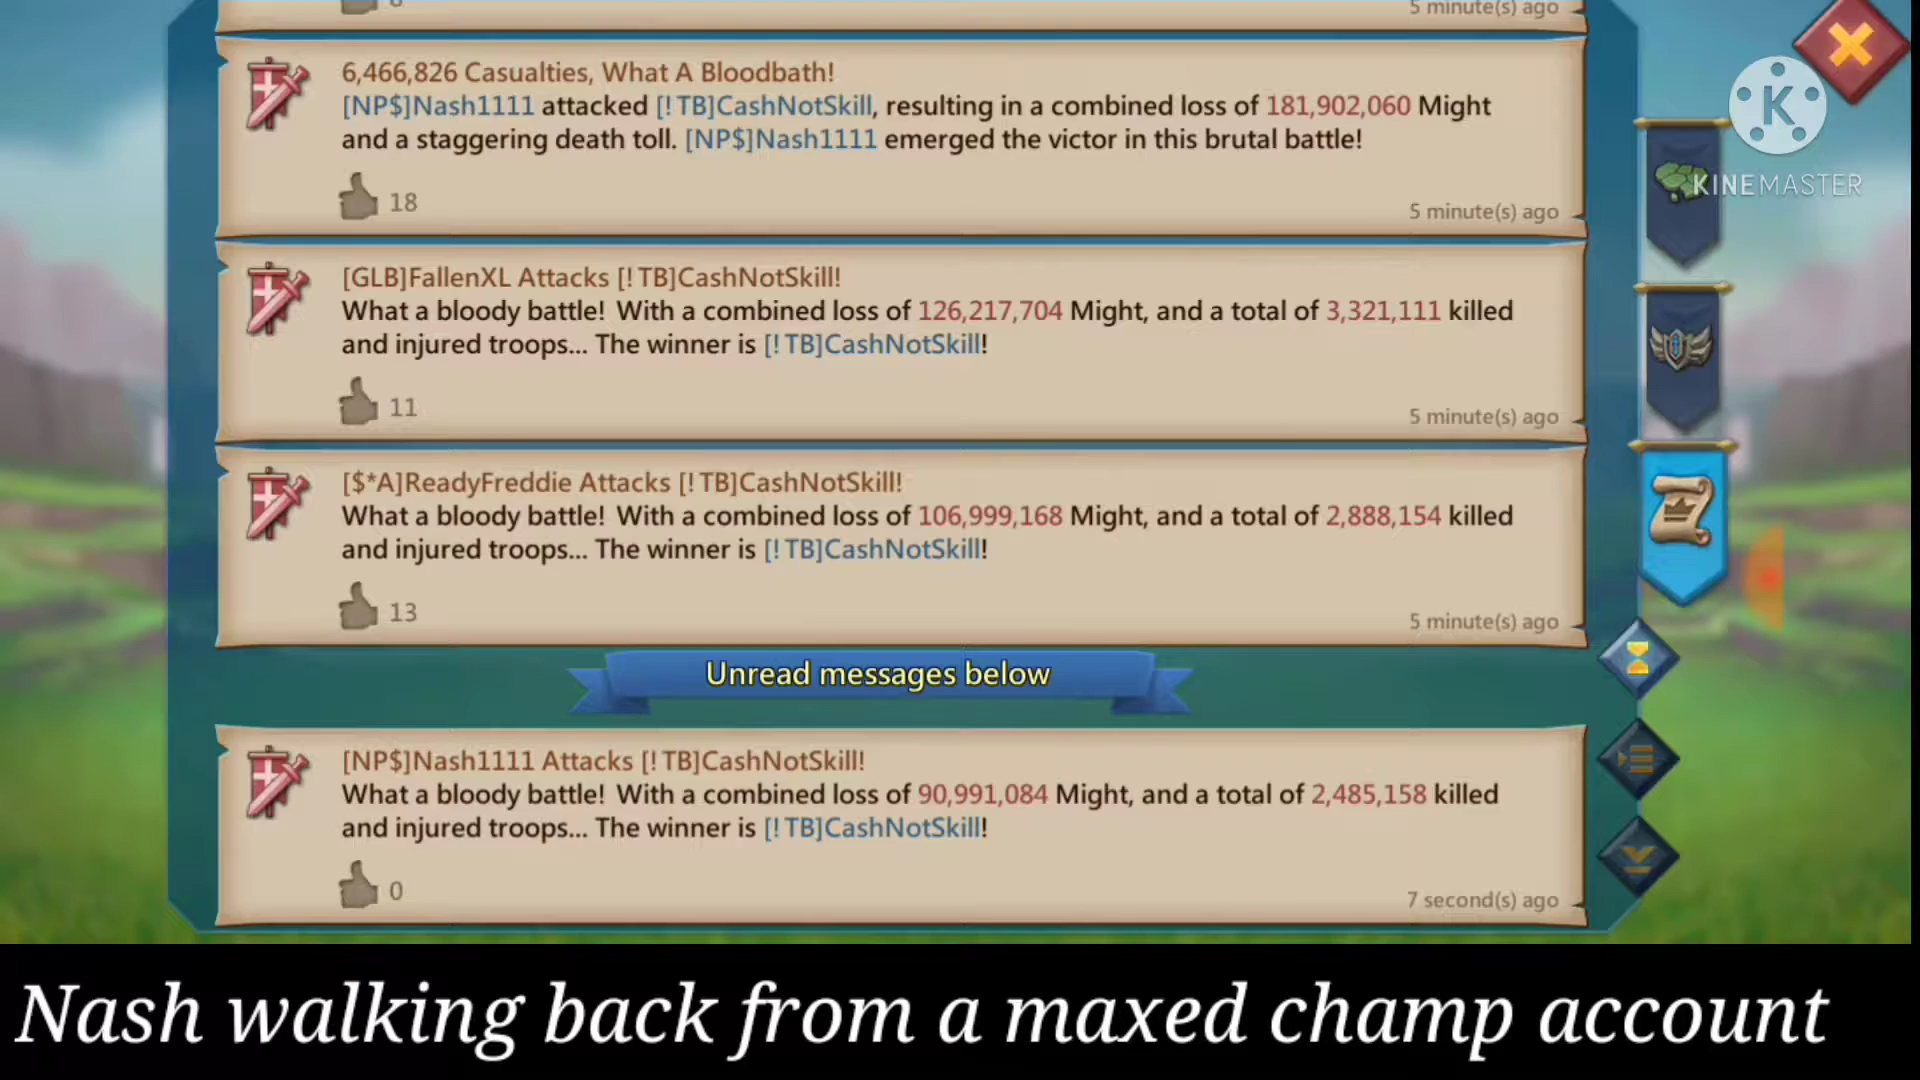 5 minute(s) ago
6,466,826 Casualties, What A Bloodbath!
[NP$]Nash1111 attacked [!TB]CashNotSkill, resulting in a combined loss of 181,902,060 Might
and a staggering death toll. [NP$]Nash1111 emerged the victor in this brutal battle!
18
5 minute(s) ago
K
KINEMASTER
[GLB]FallenXL Attacks [!TB]CashNotSkill!
What a bloody battle! With a combined loss of 126,217,704 Might, and a total of 3,321,111 killed
and injured troops... The winner is [!TB]CashNotSkill!
11
5 minute(s) ago
[$*A]ReadyFreddie Attacks [!TB]CashNotSkill!
What a bloody battle! With a combined loss of 106,999,168 Might, and a total of 2,888,154 killed
and injured troops... The winner is [!TB]CashNotSkill!
13
5 minute(s) ago
Unread messages below
[NP$]Nash1111 Attacks [!TB]CashNotSkill!
What a bloody battle! With a combined loss of 90,991,084 Might, and a total of 2,485,158 killed
and injured troops... The winner is [!TB]CashNotSkill!
0
7 second(s) ago
Nash walking back from a maxed champ account